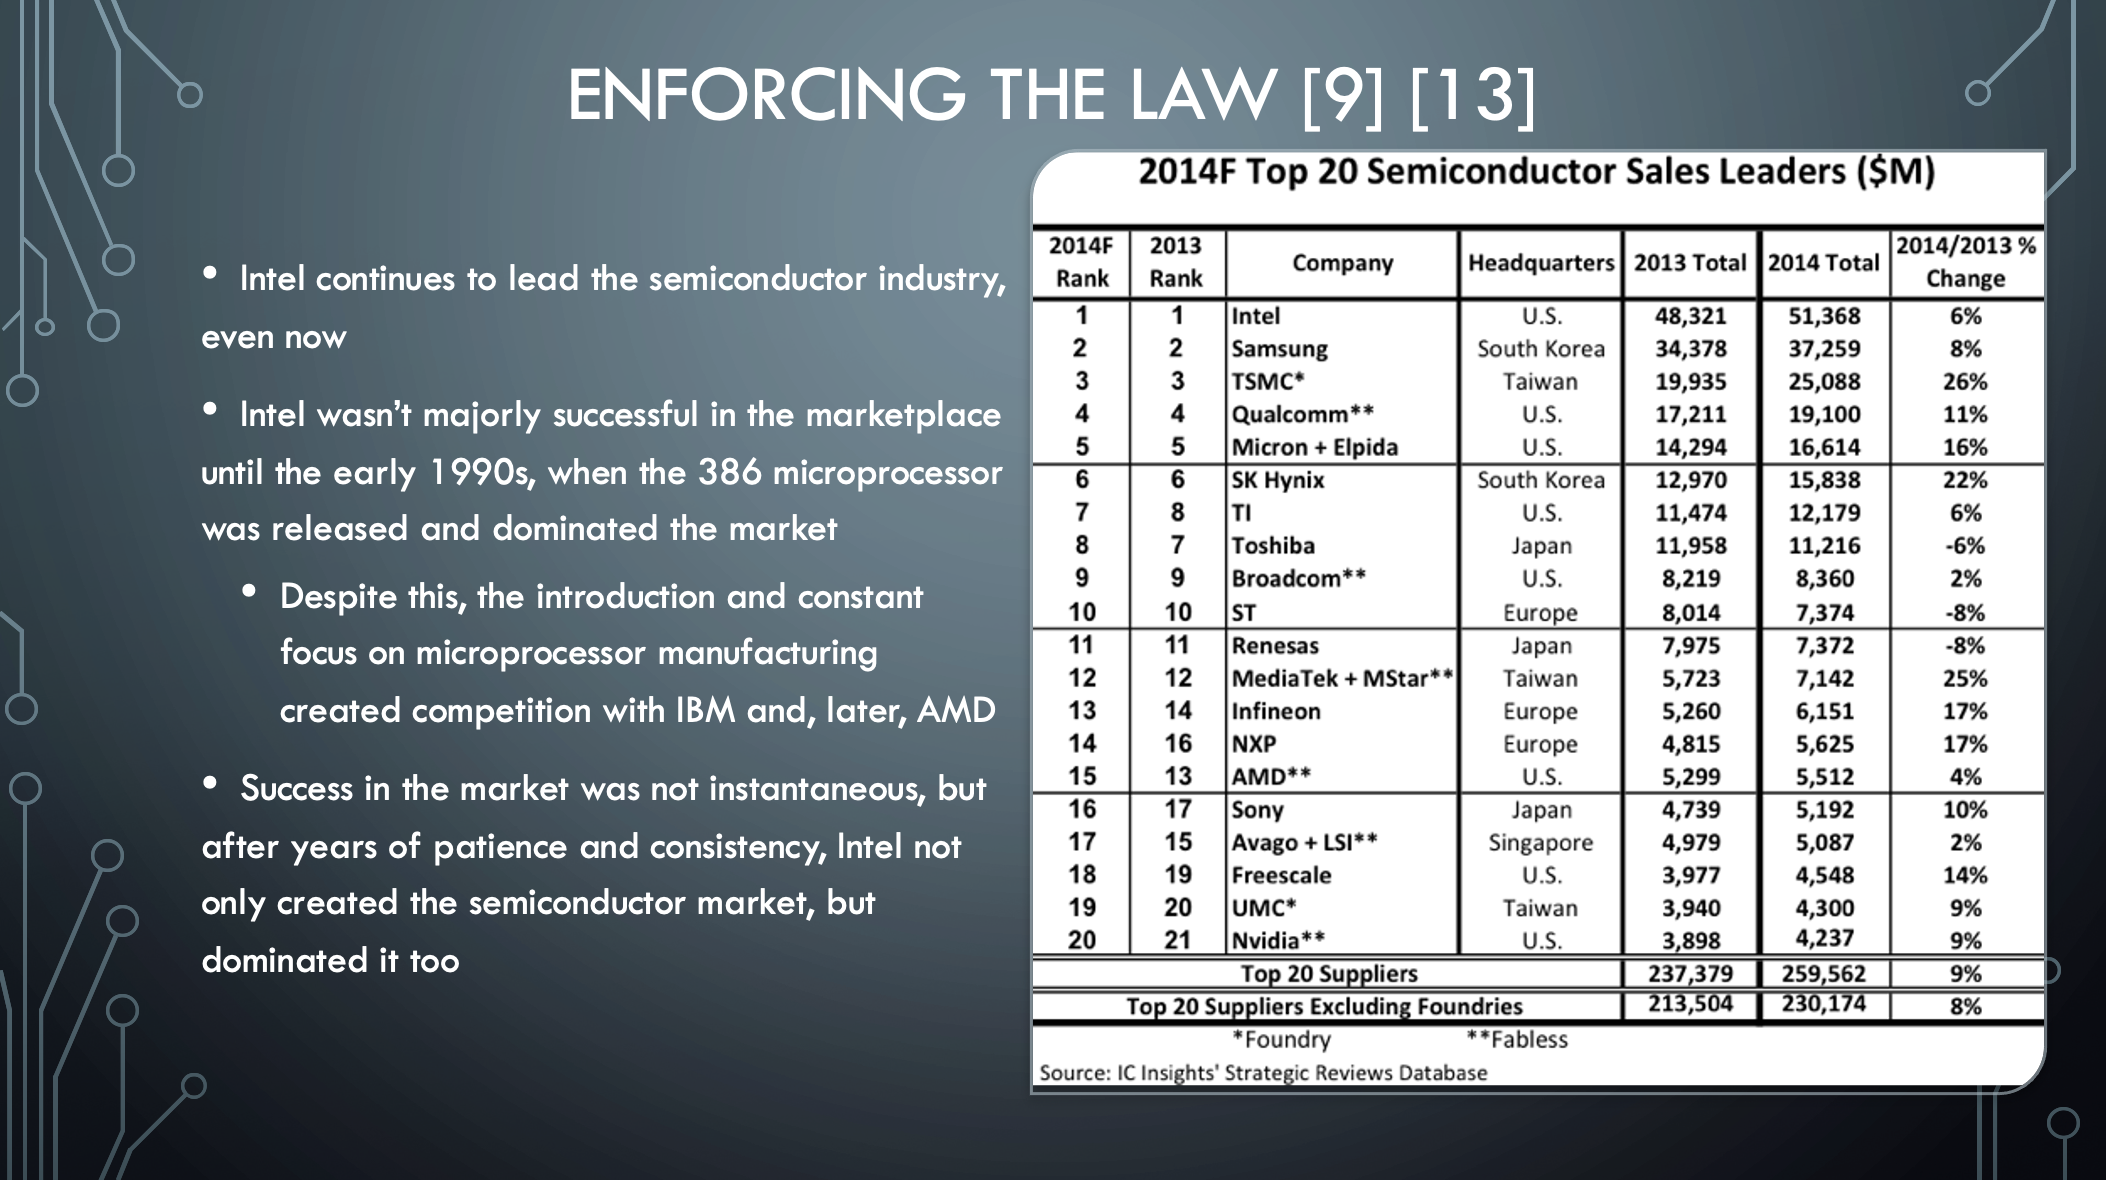 ENFORCING THE LAW [9] [13]
• Intel continues to lead the semiconductor industry,
even now
• Intel wasn’t majorly successful in the marketplace
until the early 1990s, when the 386 microprocessor
was released and dominated the market
• Despite this, the introduction and constant
focus on microprocessor manufacturing
created competition with IBM and, later, AMD
• Success in the market was not instantaneous, but
after years of patience and consistency, Intel not
only created the semiconductor market, but
dominated it too
2014F Top 20 Semiconductor Sales Leaders ($M)
2014F Rank 2013 Rank Company Headquarters 2013 Total 2014 Total 2014/2013 % Change
1 1 Intel U.S. 48,321 51,368 6%
2 2 Samsung South Korea 34,378 37,259 8%
3 3 TSMC* Taiwan 19,935 25,088 26%
4 4 Qualcomm** U.S. 17,211 19,100 11%
5 5 Micron + Elpida U.S. 14,294 16,614 16%
6 6 SK Hynix South Korea 12,970 15,838 22%
7 8 TI U.S. 11,474 12,179 6%
8 7 Toshiba Japan 11,958 11,216 -6%
9 9 Broadcom** U.S. 8,219 8,360 2%
10 10 ST Europe 8,014 7,374 -8%
11 11 Renesas Japan 7,975 7,372 -8%
12 12 MediaTek + MStar** Taiwan 5,723 7,142 25%
13 14 Infineon Europe 5,260 6,151 17%
14 16 NXP Europe 4,815 5,625 17%
15 13 AMD** U.S. 5,299 5,512 4%
16 17 Sony Japan 4,739 5,192 10%
17 15 Avago + LSI** Singapore 4,979 5,087 2%
18 19 Freescale U.S. 3,977 4,548 14%
19 20 UMC* Taiwan 3,940 4,300 9%
20 21 Nvidia** U.S. 3,898 4,237 9%
Top 20 Suppliers 237,379 259,562 9%
Top 20 Suppliers Excluding Foundries 213,504 230,174 8%
*Foundry **Fabless
Source: IC Insights' Strategic Reviews Database